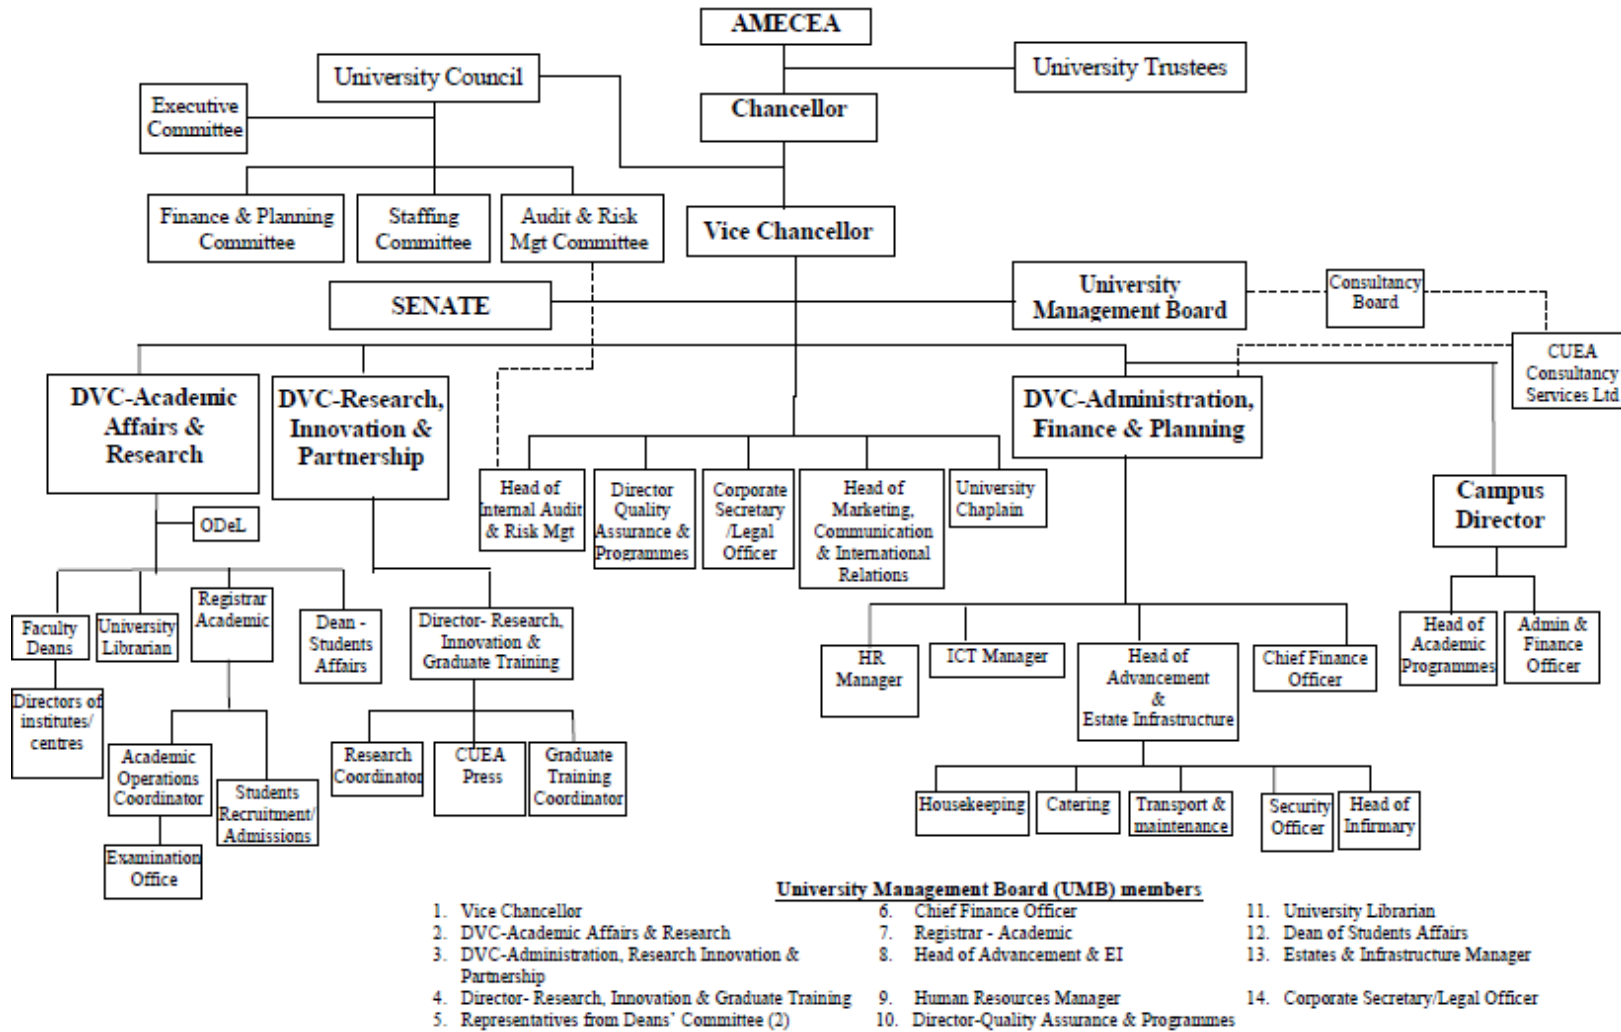 AMECEA
University Trustees
University Council
Executive
Committee
Chancellor
Finance & Planning
Committee
Staffing
Committee
Audit & Risk
Mgt Committee
Vice Chancellor
SENATE
University
Management Board
Consultancy
Board
CUEA
Consultancy
Services Ltd
DVC-Academic
Affairs &
Research
DVC-Research,
Innovation &
Partnership
DVC-Administration,
Finance & Planning
Head of
Internal Audit
& Risk Mgt
Director
Quality
Assurance &
Programmes
Corporate
Secretary
/Legal
Officer
Head of
Marketing,
Communication
& International
Relations
University
Chaplain
Campus
Director
ODeL
Faculty
Deans
University
Librarian
Registrar
Academic
Dean -
Students
Affairs
Director- Research,
Innovation &
Graduate Training
HR
Manager
ICT Manager
Head of
Advancement
&
Estate Infrastructure
Chief Finance
Officer
Head of
Academic
Programmes
Admin &
Finance
Officer
Directors of
institutes/
centres
Academic
Operations
Coordinator
Students
Recruitment/
Admissions
Research
Coordinator
CUEA
Press
Graduate
Training
Coordinator
Housekeeping
Catering
Transport &
maintenance
Security
Officer
Head of
Infirmary
Examination
Office
University Management Board (UMB) members
1. Vice Chancellor
2. DVC-Academic Affairs & Research
3. DVC-Administration, Research Innovation &
Partnership
4. Director- Research, Innovation & Graduate Training
5. Representatives from Deans' Committee (2)
6. Chief Finance Officer
7. Registrar - Academic
8. Head of Advancement & EI
9. Human Resources Manager
10. Director-Quality Assurance & Programmes
11. University Librarian
12. Dean of Students Affairs
13. Estates & Infrastructure Manager
14. Corporate Secretary/Legal Officer